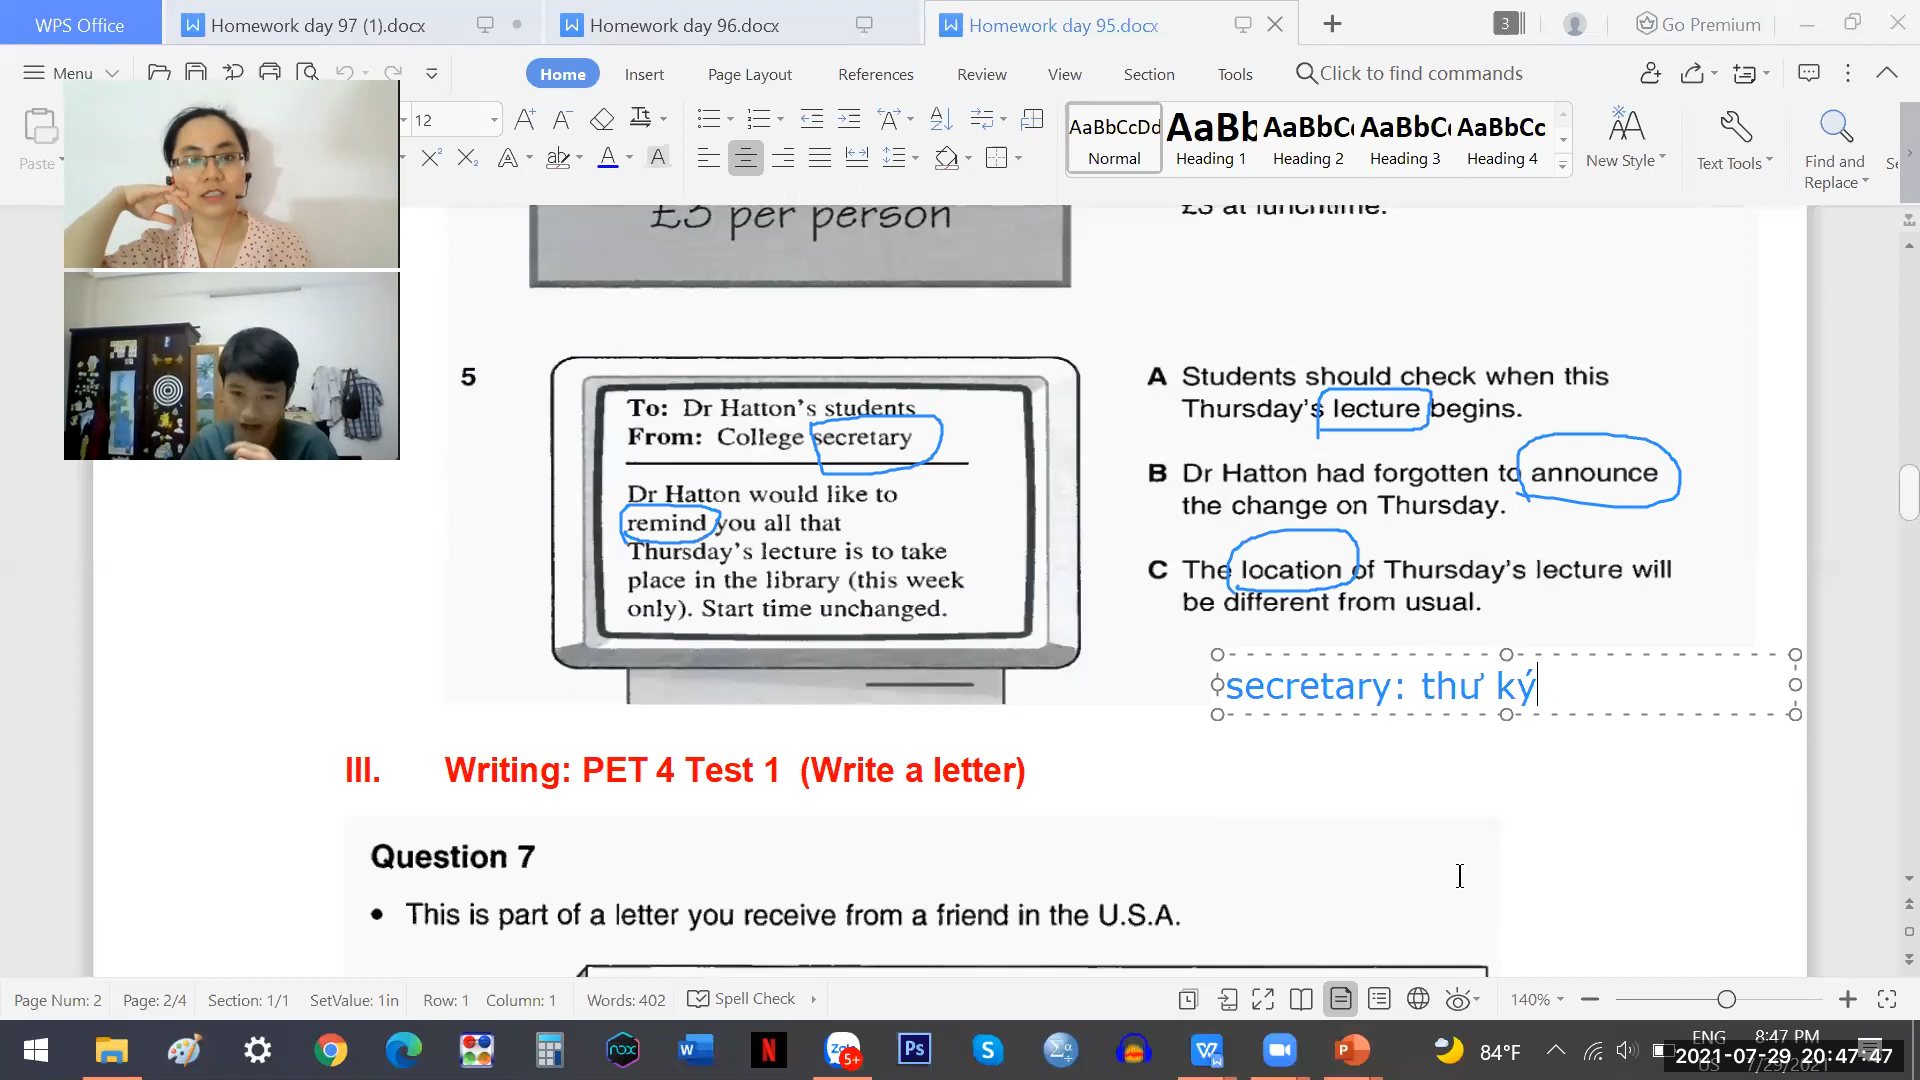 WPS Office
Homework day 97 (1).docx
Homework day 96.docx
Homework day 95.docx
3
Go Premium
Menu
Home
Insert
Page Layout
References
Review
View
Section
Tools
Click to find commands
Paste
12
AaBbCcDd
Normal
AaBb
Heading 1
AaBbC
Heading 2
AaBbC
Heading 3
AaBbCc
Heading 4
New Style
Text Tools
Find and
Replace
£3 per person
£3 at lunchtime.
5
To: Dr Hatton's students
From: College secretary
Dr Hatton would like to
remind you all that
Thursday's lecture is to take
place in the library (this week
only). Start time unchanged.
A Students should check when this
Thursday's lecture begins.
B Dr Hatton had forgotten to announce
the change on Thursday.
C The location of Thursday's lecture will
be different from usual.
secretary: thư ký
III. Writing: PET 4 Test 1 (Write a letter)
Question 7
• This is part of a letter you receive from a friend in the U.S.A.
Page Num: 2
Page: 2/4
Section: 1/1
SetValue: 1in
Row: 1
Column: 1
Words: 402
Spell Check
140%
84°F
ENG
8:47 PM
2021-07-29 20:47:47